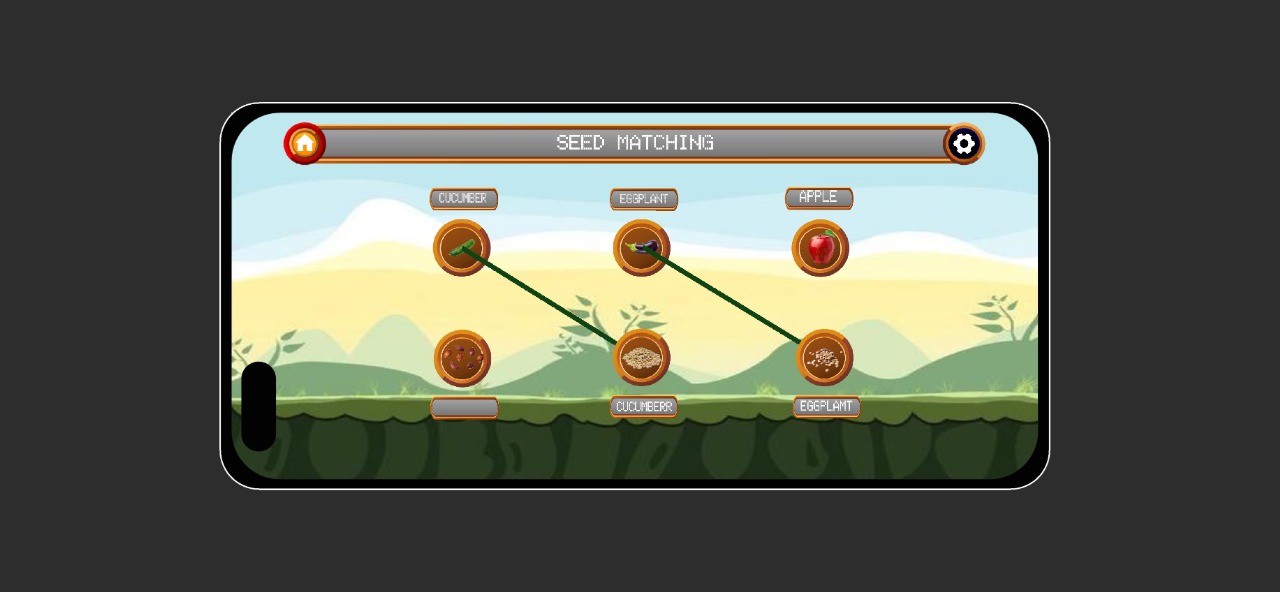 SEED MATCHING
CUCUMBER
EGGPLANT
APPLE
CUCUMBERR
EGGPLAMT